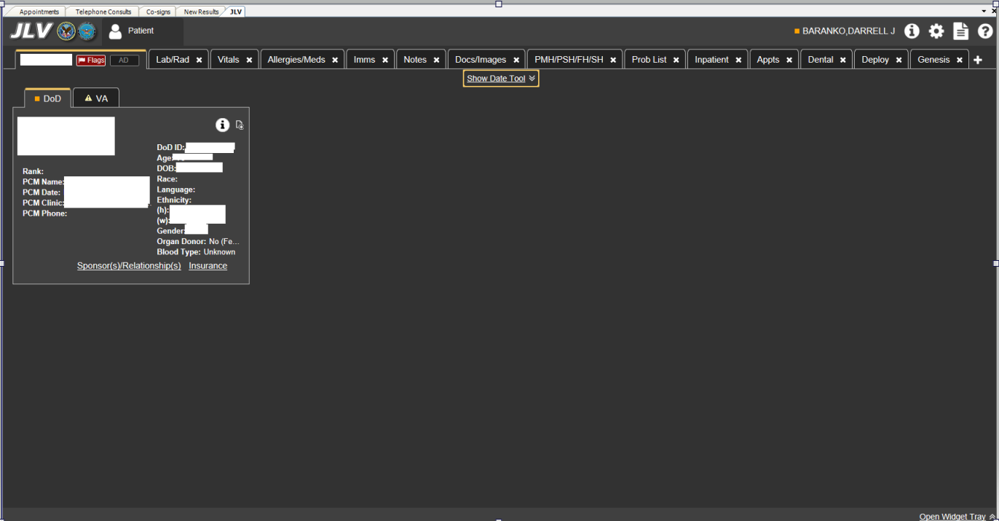 Appointments Telephone Consults Co-signs New Results JLV
JLV Patient BARANKO,DARRELL J
Flags AD Lab/Rad Vitals Allergies/Meds Imms Notes Docs/Images PMH/PSH/FH/SH Prob List Inpatient Appts Dental Deploy Genesis
Show Date Tool
DoD VA
Rank:
PCM Name:
PCM Date:
PCM Clinic:
PCM Phone:
DoD ID:
Age:
DOB:
Race:
Language:
Ethnicity:
(h):
(w):
Gender:
Organ Donor: No (Fe...
Blood Type: Unknown
Sponsor(s)/Relationship(s) Insurance
Open Widget Tray